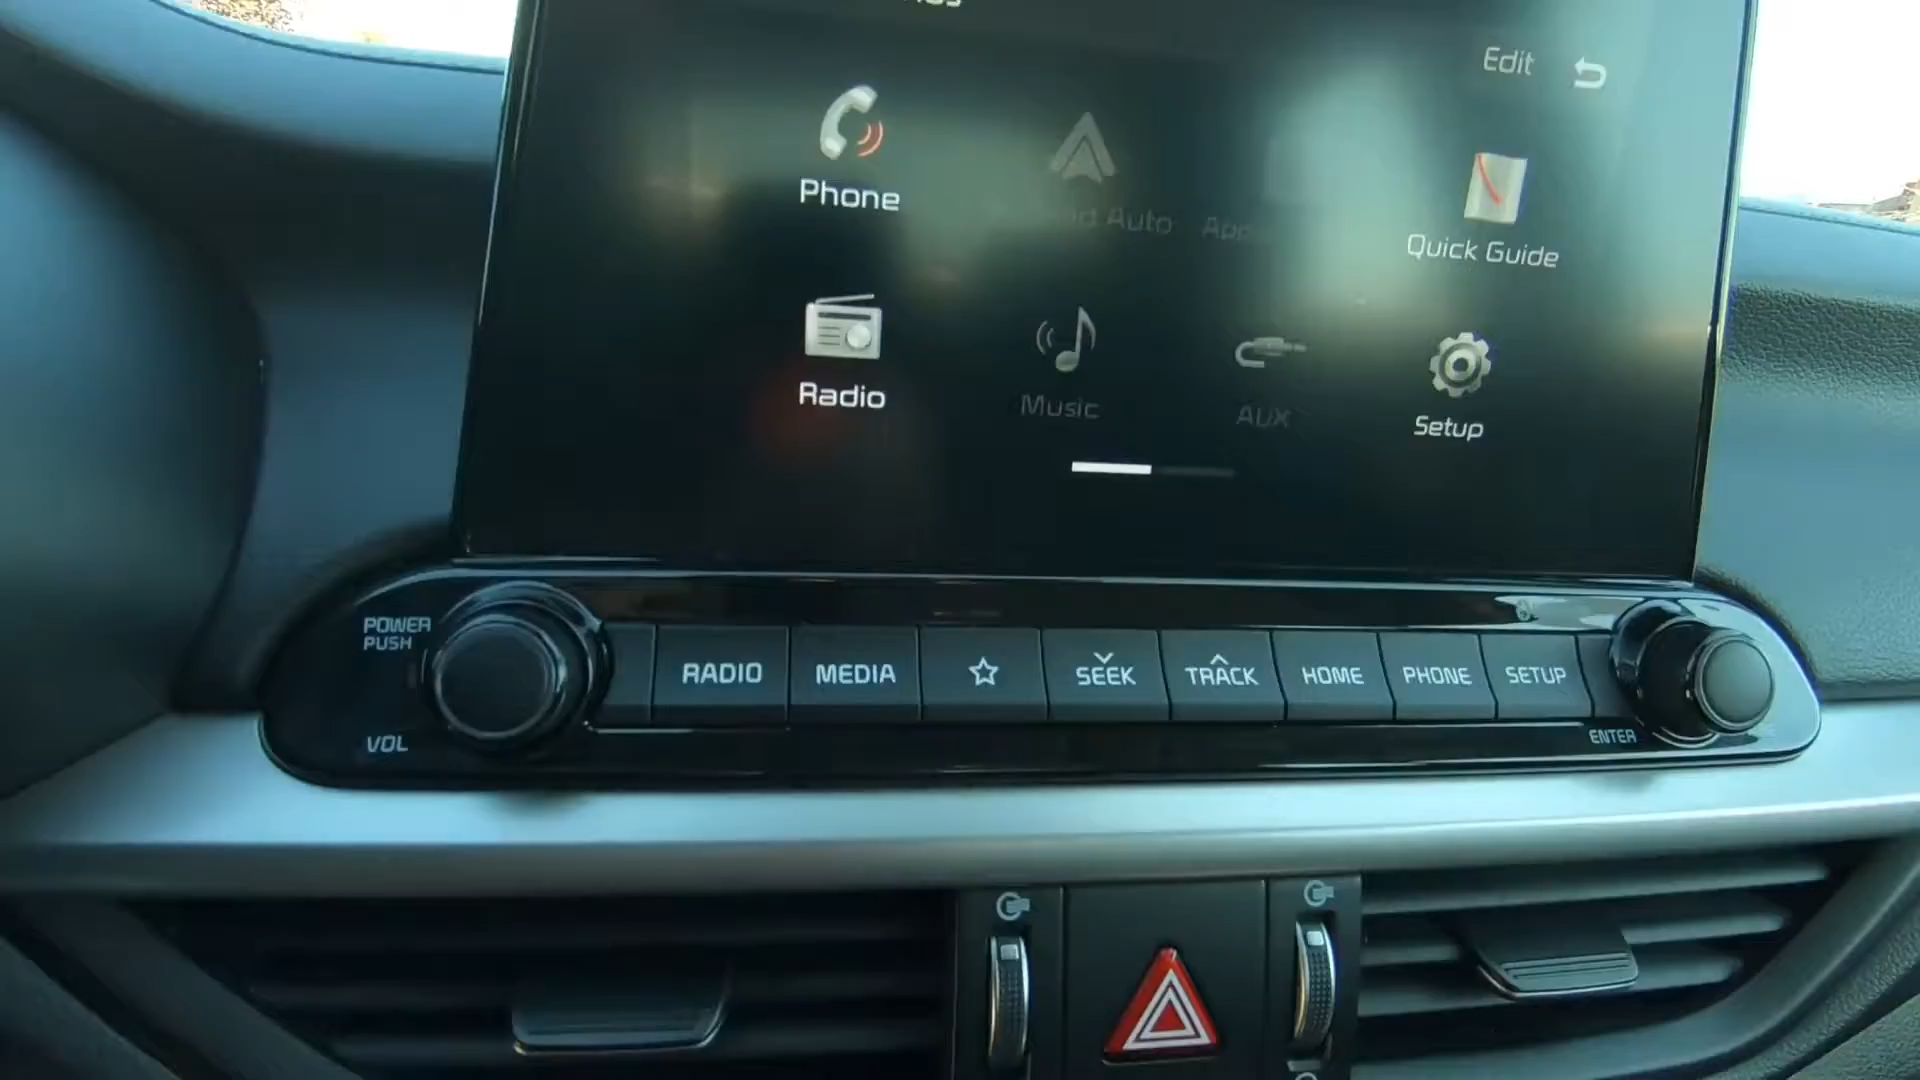 Edit
Phone
Auto
Quick Guide
Radio
Music
AUX
Setup
POWER
PUSH
VOL
RADIO
MEDIA
SEEK
TRACK
HOME
PHONE
SETUP
ENTER